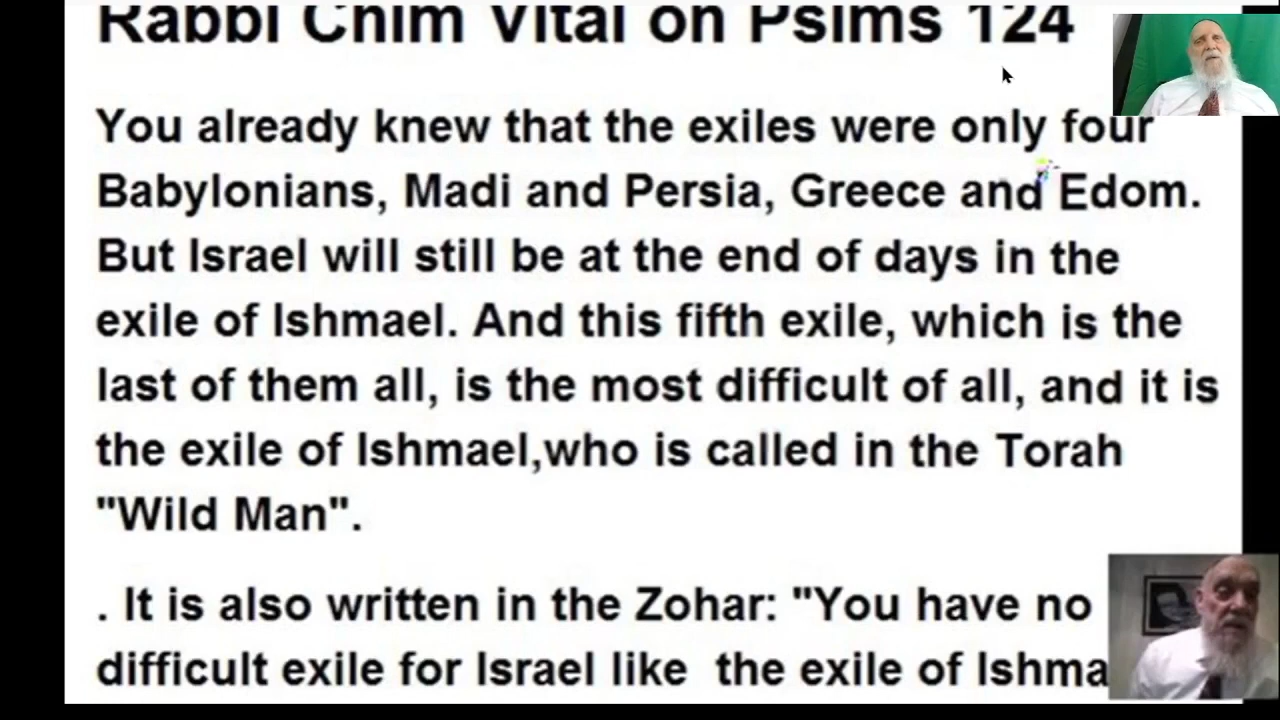 Rabbi Chim Vital on Pslms 124
You already knew that the exiles were only four
Babylonians, Madi and Persia, Greece and Edom.
But Israel will still be at the end of days in the
exile of Ishmael. And this fifth exile, which is the
last of them all, is the most difficult of all, and it is
the exile of Ishmael,who is called in the Torah
"Wild Man".
. It is also written in the Zohar: "You have no
difficult exile for Israel like the exile of Ishma